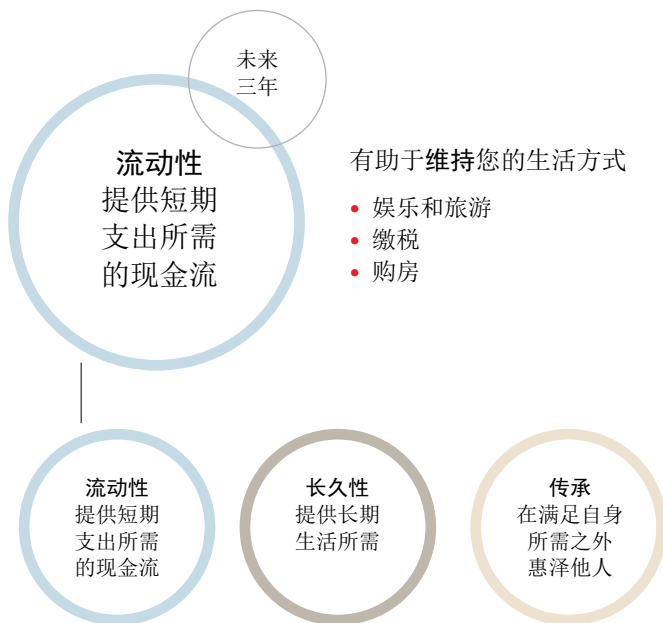 未来
三年
流动性
提供短期
支出所需
的现金流
有助于维持您的生活方式
• 娱乐和旅游
• 缴税
• 购房
流动性
提供短期
支出所需
的现金流
长久性
提供长期
生活所需
传承
在满足自身
所需之外
惠泽他人